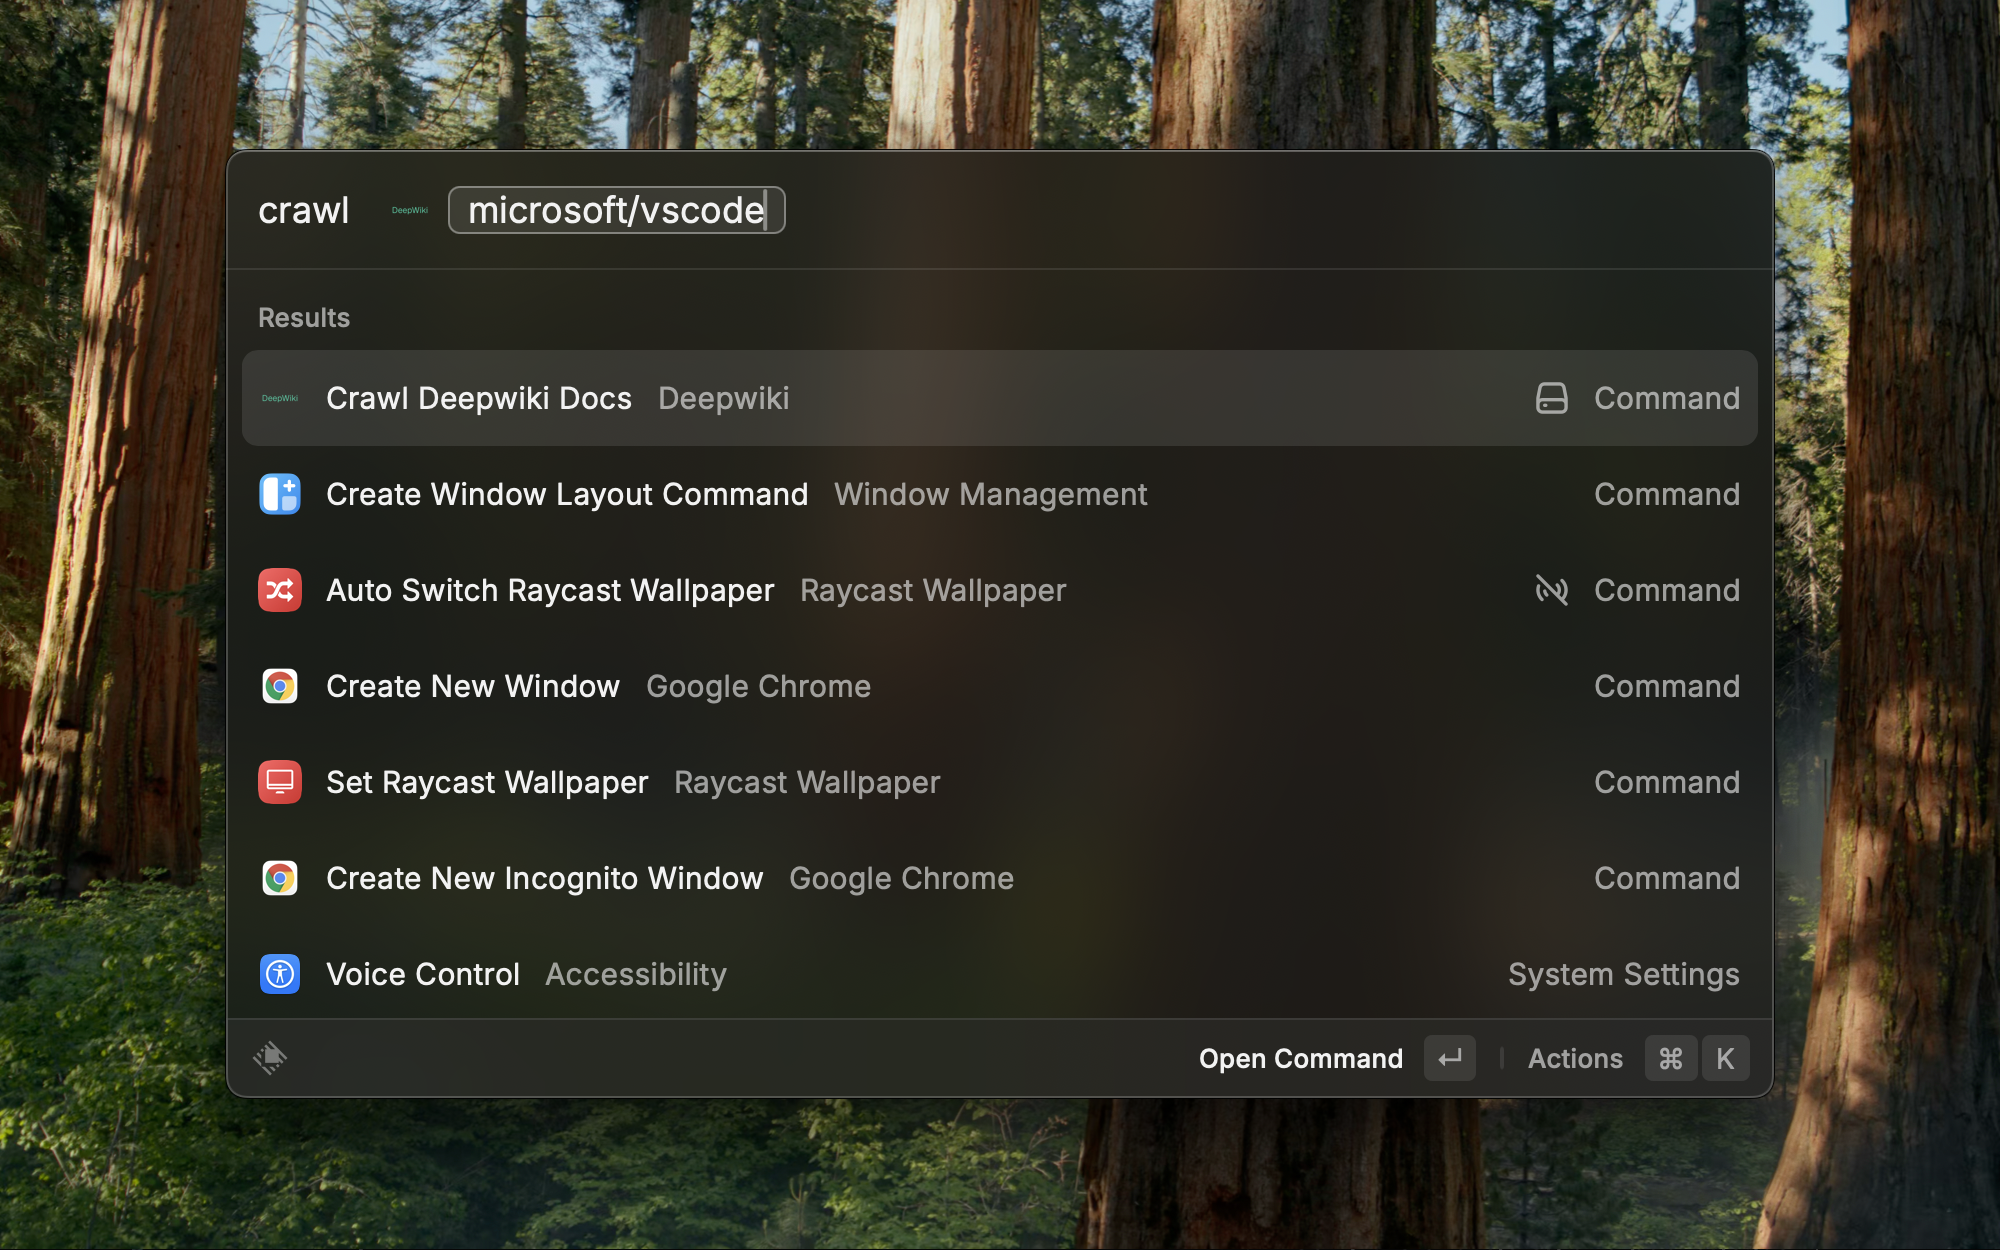 crawl DeepWiki microsoft/vscode
Results
DeepWiki Crawl Deepwiki Docs Deepwiki Command
Create Window Layout Command Window Management Command
Auto Switch Raycast Wallpaper Raycast Wallpaper Command
Create New Window Google Chrome Command
Set Raycast Wallpaper Raycast Wallpaper Command
Create New Incognito Window Google Chrome Command
Voice Control Accessibility System Settings
Open Command ↵ Actions ⌘ K